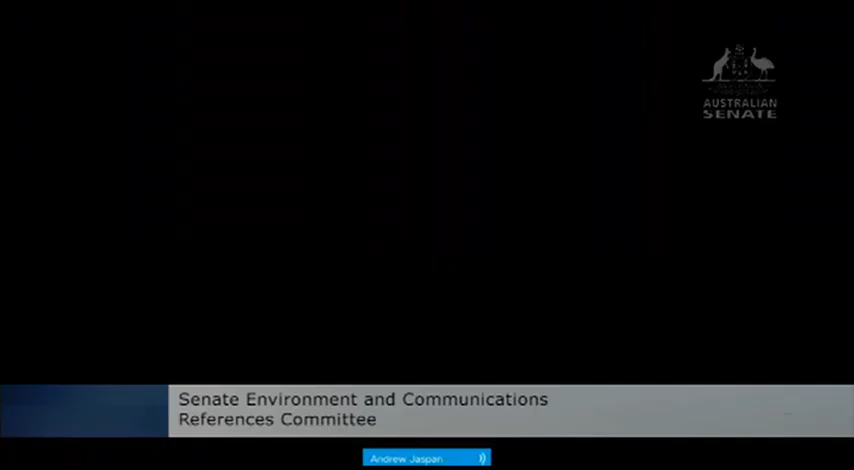 AUSTRALIAN
SENATE
Senate Environment and Communications
References Committee
Andrew Jaspan